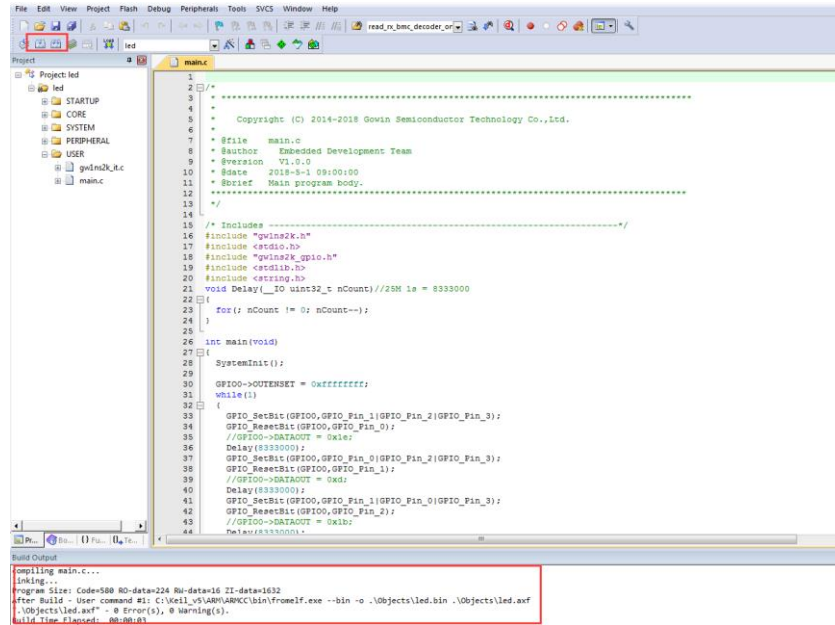 File Edit View Project Flash Debug Peripherals Tools SVCS Window Help
read_rx_bmc_decoder_or
led
Project
main.c
Project: led
led
STARTUP
CORE
SYSTEM
PERIPHERAL
USER
gw1ns2k_it.c
main.c
1
2 /*
3 * *****************************************************************************************
4 *
5 * Copyright (C) 2014-2018 Gowin Semiconductor Technology Co.,Ltd.
6 *
7 * @file main.c
8 * @author Embedded Development Team
9 * @version V1.0.0
10 * @date 2018-5-1 09:00:00
11 * @brief Main program body.
12 *****************************************************************************************
13 */
14
15 /* Includes ------------------------------------------------------------------*/
16 #include "gw1ns2k.h"
17 #include <stdio.h>
18 #include "gw1ns2k_gpio.h"
19 #include <stdlib.h>
20 #include <string.h>
21 void Delay(__IO uint32_t nCount)//25M 1s = 8333000
22 {
23 for(; nCount != 0; nCount--);
24 }
25
26 int main(void)
27 {
28 SystemInit();
29
30 GPIO0->OUTENSET = 0xffffffff;
31 while(1)
32 {
33 GPIO_SetBit(GPIO0,GPIO_Pin_1|GPIO_Pin_2|GPIO_Pin_3);
34 GPIO_ResetBit(GPIO0,GPIO_Pin_0);
35 //GPIO0->DATAOUT = 0x1e;
36 Delay(8333000);
37 GPIO_SetBit(GPIO0,GPIO_Pin_0|GPIO_Pin_2|GPIO_Pin_3);
38 GPIO_ResetBit(GPIO0,GPIO_Pin_1);
39 //GPIO0->DATAOUT = 0xd;
40 Delay(8333000);
41 GPIO_SetBit(GPIO0,GPIO_Pin_1|GPIO_Pin_0|GPIO_Pin_3);
42 GPIO_ResetBit(GPIO0,GPIO_Pin_2);
43 //GPIO0->DATAOUT = 0x1b;
44 Delay(8333000);
Pr... Bo... {} Fu... Te...
Build Output
compiling main.c...
linking...
Program Size: Code=580 RO-data=224 RW-data=16 ZI-data=1632
After Build - User command #1: C:\Keil_v5\ARM\ARMCC\bin\fromelf.exe --bin -o .\Objects\led.bin .\Objects\led.axf
".\Objects\led.axf" - 0 Error(s), 0 Warning(s).
Build Time Elapsed: 00:00:03